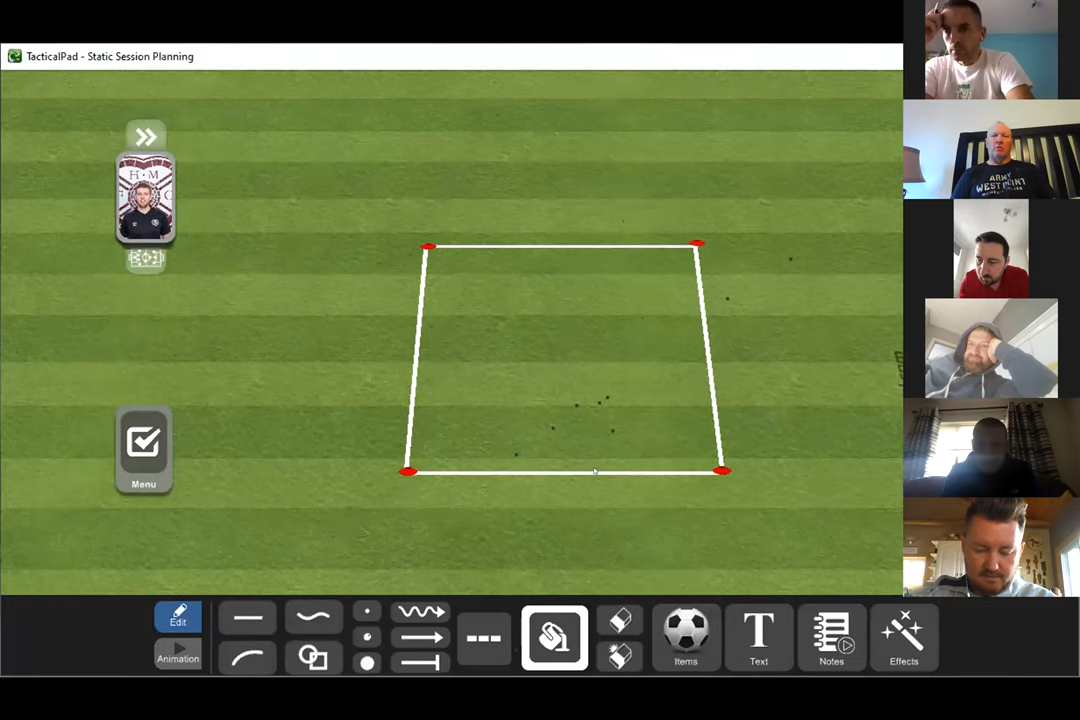 TacticalPad - Static Session Planning
H M
F C
Menu
Edit
Animation
T
Items
Text
Notes
Effects
ARMY
WEST POINT